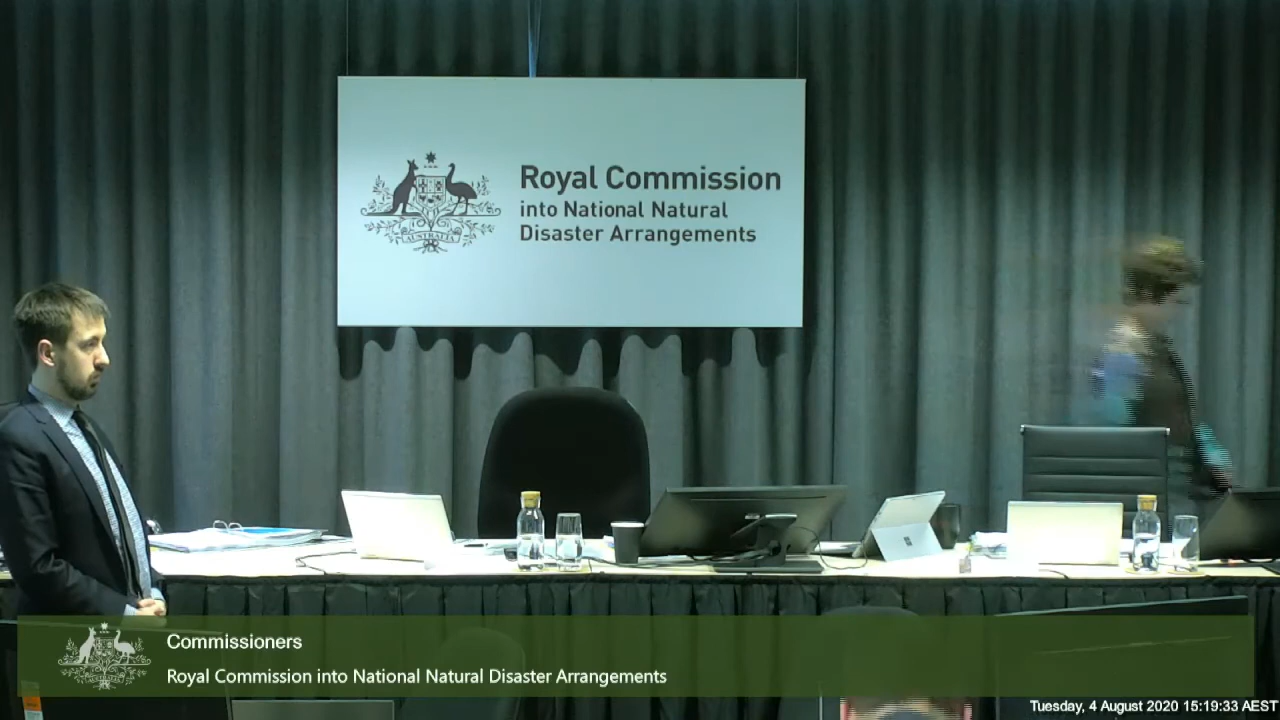 Royal Commission
into National Natural
Disaster Arrangements
AUSTRALIA
Commissioners
Royal Commission into National Natural Disaster Arrangements
Tuesday, 4 August 2020 15:19:33 AEST